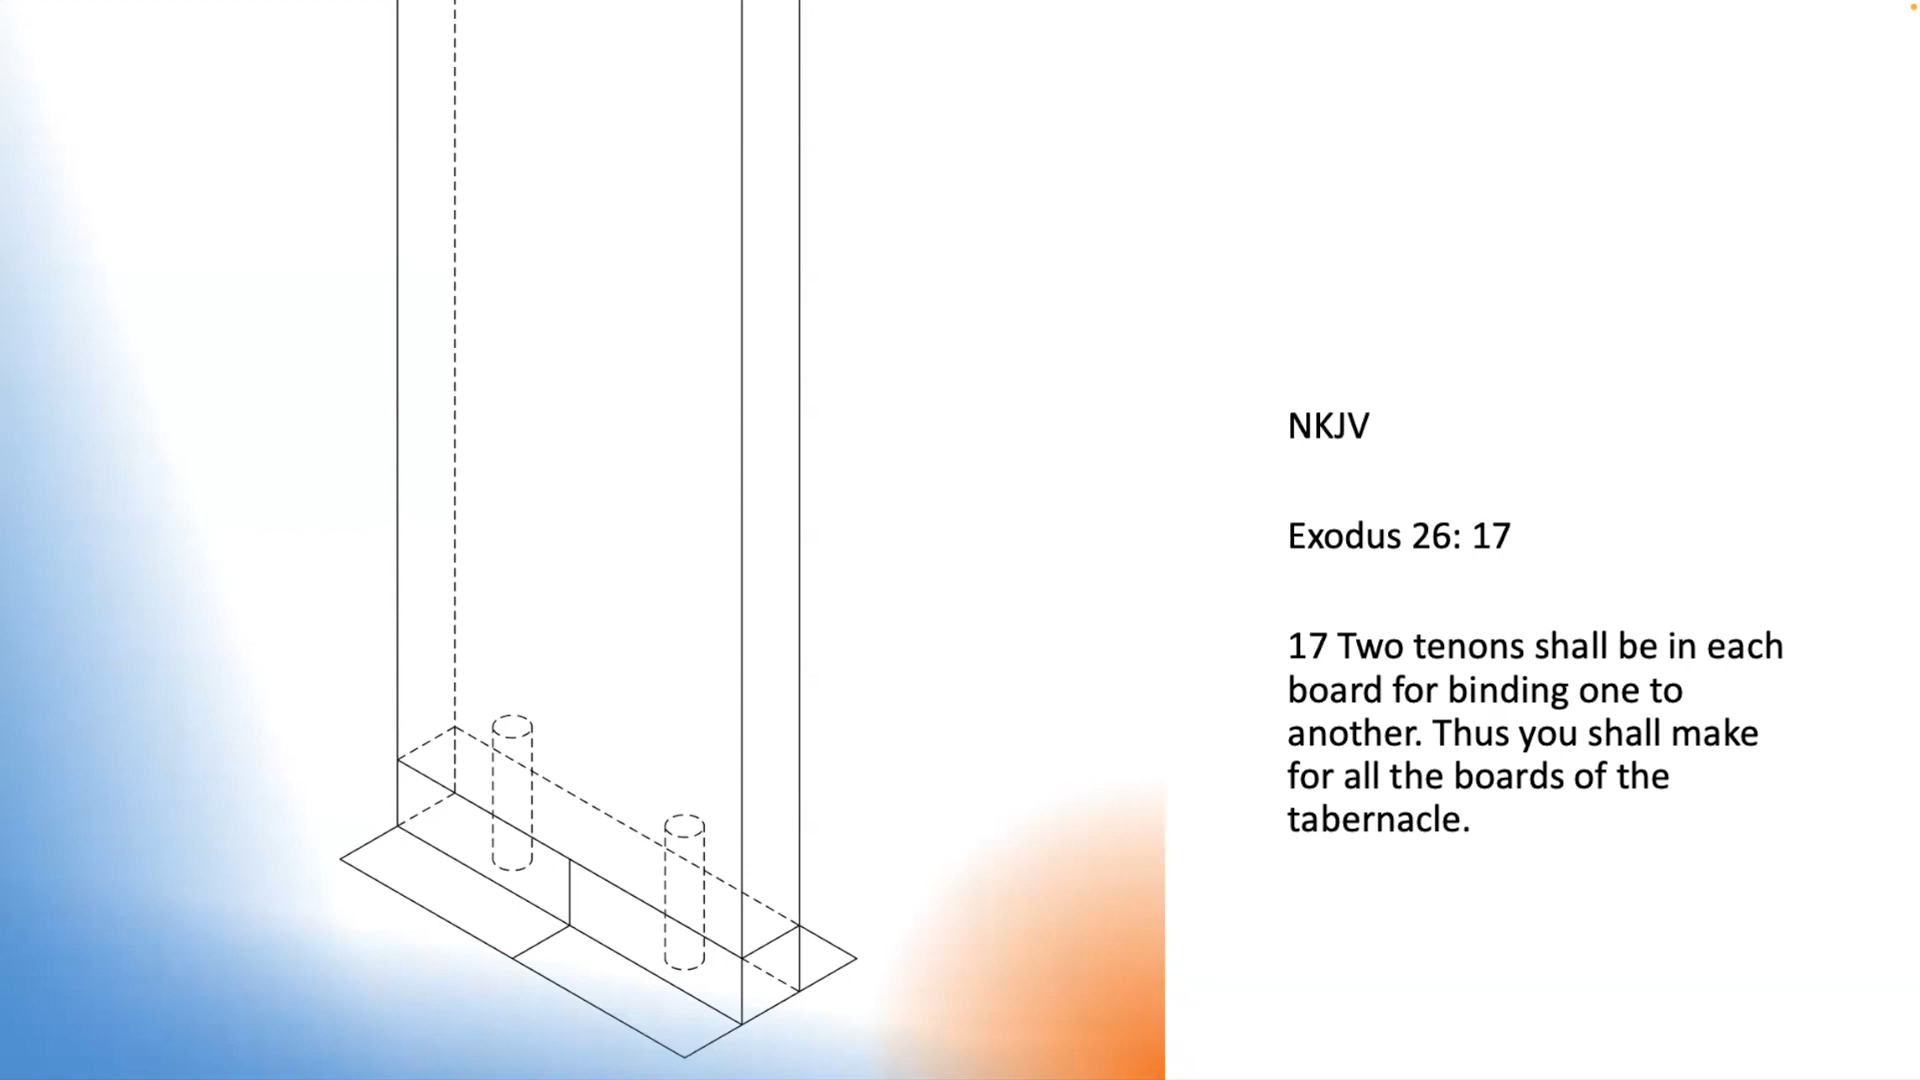 NKJV
Exodus 26: 17
17 Two tenons shall be in each
board for binding one to
another. Thus you shall make
for all the boards of the
tabernacle.